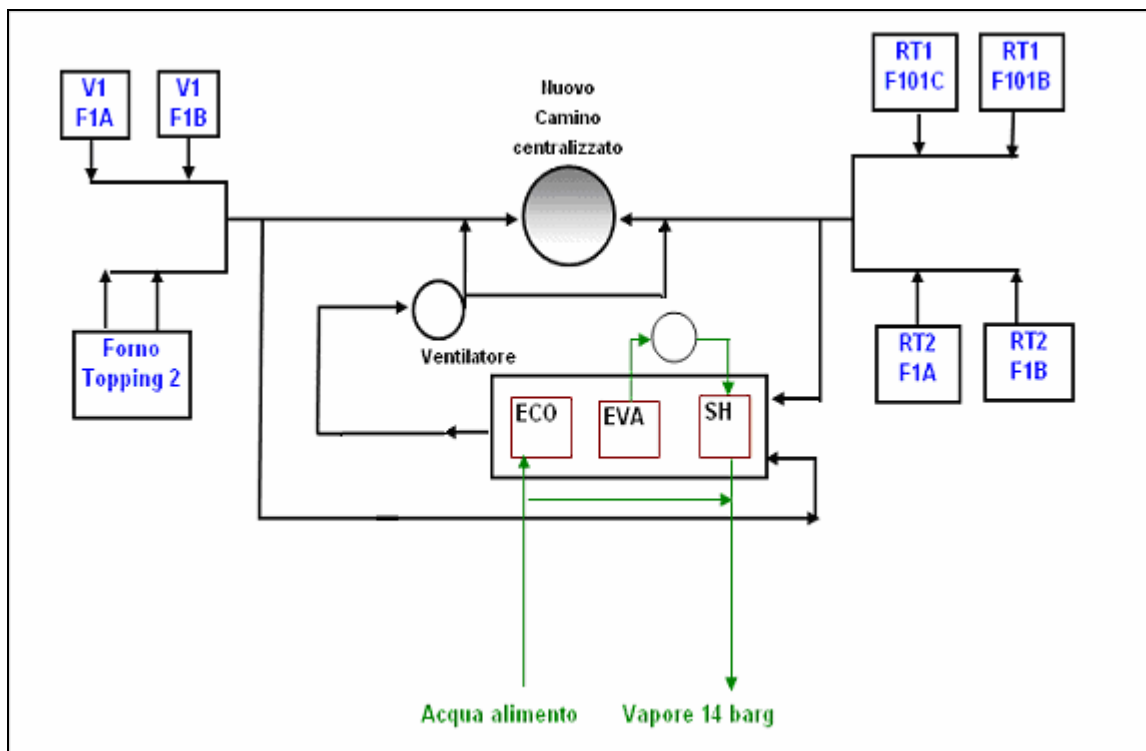 V1
F1A
V1
F1B
Nuovo
Camino
centralizzato
RT1
F101C
RT1
F101B
Forno
Topping 2
Ventilatore
RT2
F1A
RT2
F1B
ECO
EVA
SH
Acqua alimento
Vapore 14 barg